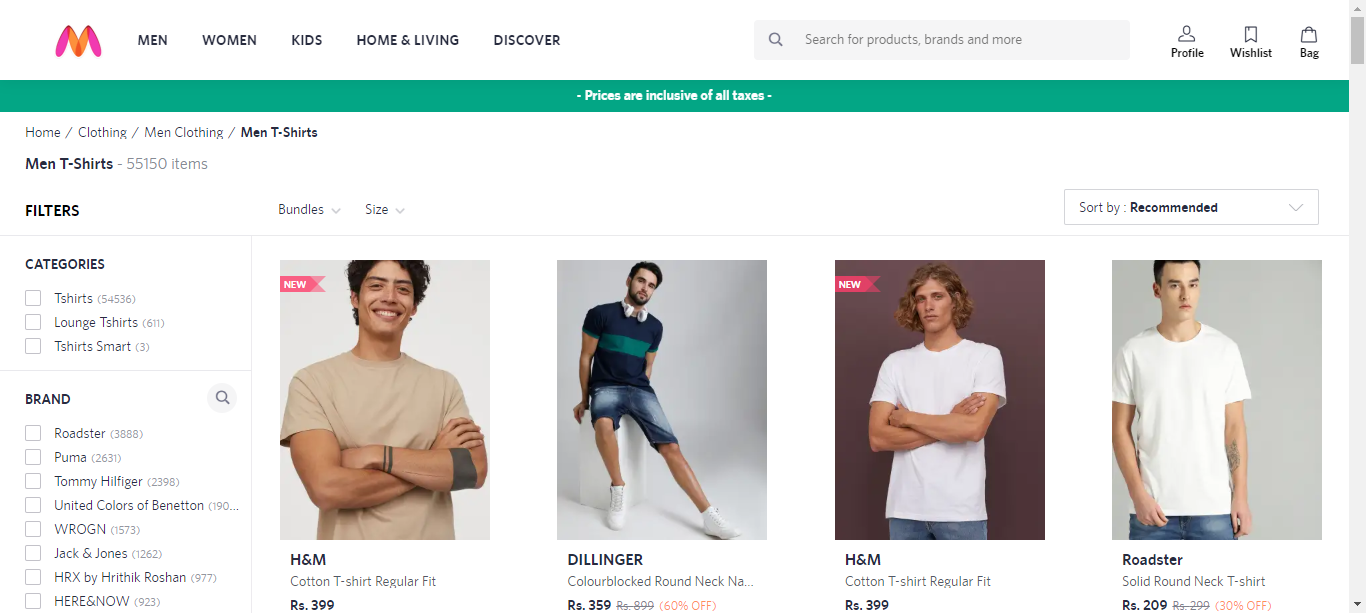 MEN WOMEN KIDS HOME & LIVING DISCOVER Search for products, brands and more Profile Wishlist Bag
- Prices are inclusive of all taxes -
Home / Clothing / Men Clothing / Men T-Shirts
Men T-Shirts - 55150 items
FILTERS Bundles Size Sort by : Recommended
CATEGORIES
Tshirts (54536)
Lounge Tshirts (611)
Tshirts Smart (3)
BRAND
Roadster (3888)
Puma (2631)
Tommy Hilfiger (2398)
United Colors of Benetton (190...
WROGN (1573)
Jack & Jones (1262)
HRX by Hrithik Roshan (977)
HERE&NOW (923)
NEW
H&M
Cotton T-shirt Regular Fit
Rs. 399
DILLINGER
Colourblocked Round Neck Na...
Rs. 359 Rs. 899 (60% OFF)
NEW
H&M
Cotton T-shirt Regular Fit
Rs. 399
Roadster
Solid Round Neck T-shirt
Rs. 209 Rs. 299 (30% OFF)